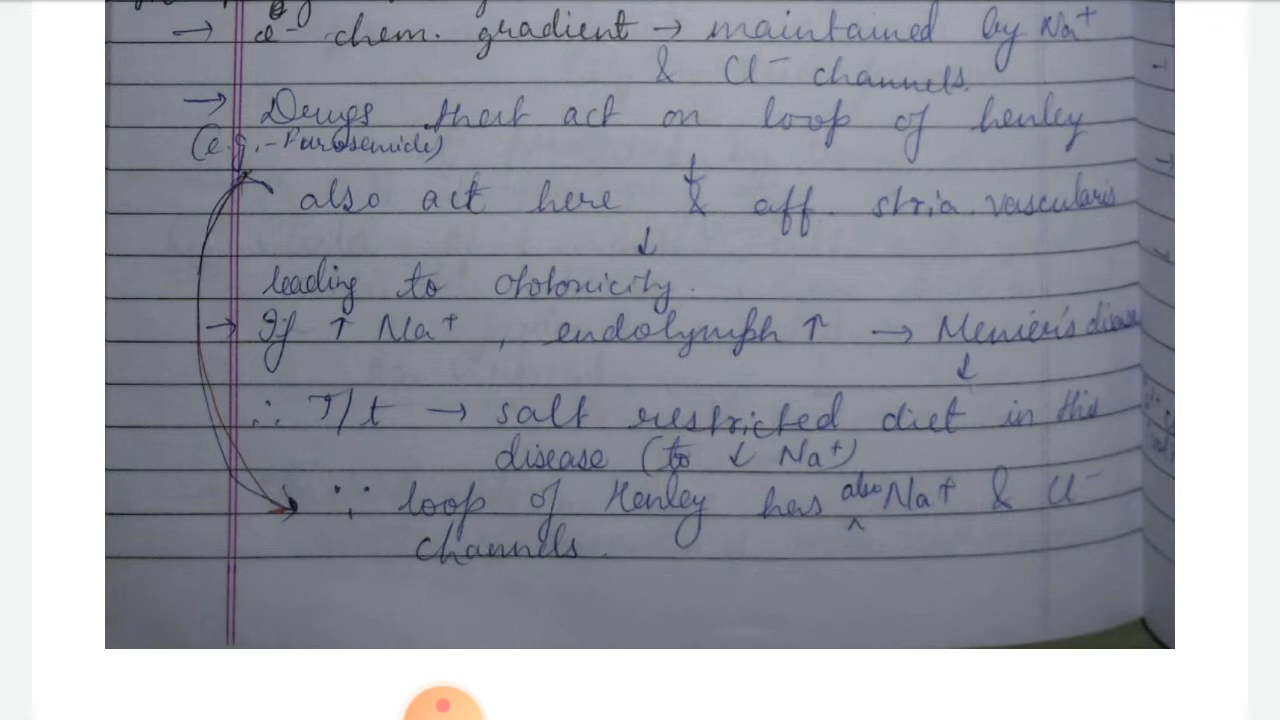 → e⁻ chem. gradient → maintained by Na⁺
& Cl⁻ channels.
→ Drugs that act on loop of henley
(e.g.,- Furosemide)
also act here & aff. stria. vascularis
↓
leading to Ototoxicity.
→ If ↑ Na⁺, endolymph ↑ → Menier's disease
↓
∴ T/t → salt restricted diet in this
disease (to ↓ Na⁺)
∵ loop of Henley has also Na⁺ & Cl⁻
channels.